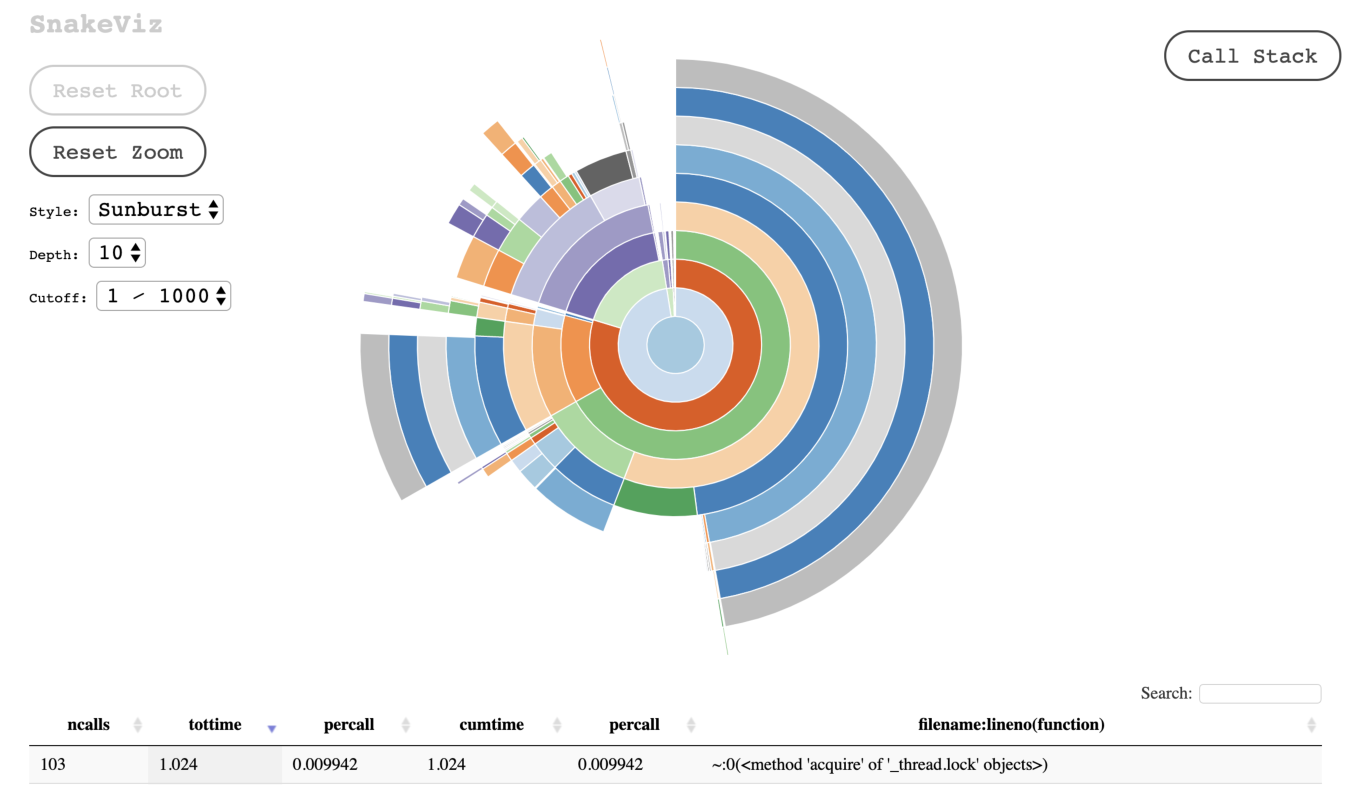 SnakeViz
Call Stack
Reset Root
Reset Zoom
Style: Sunburst
Depth: 10
Cutoff: 1 / 1000
Search:
ncalls tottime percall cumtime percall filename:lineno(function)
103 1.024 0.009942 1.024 0.009942 ~:0(<method 'acquire' of '_thread.lock' objects>)